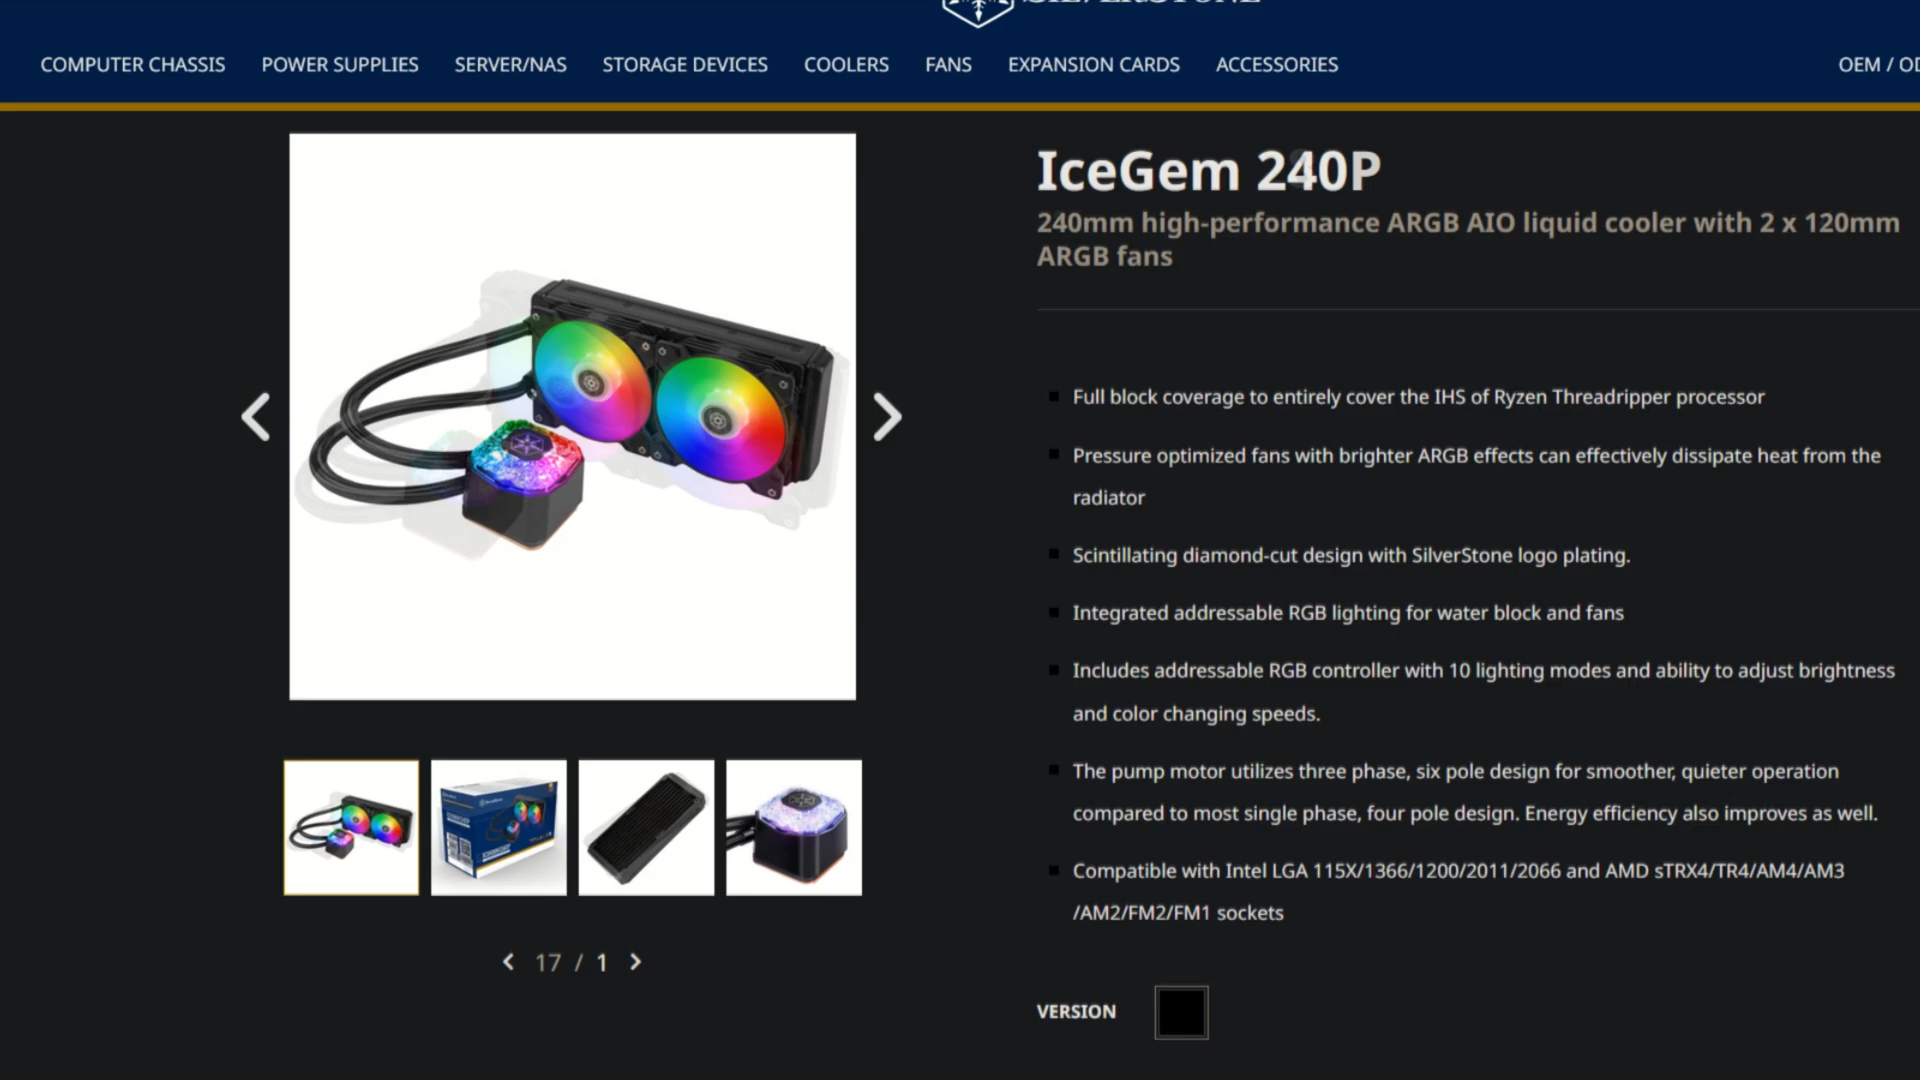 SILVERSTONE
COMPUTER CHASSIS POWER SUPPLIES SERVER/NAS STORAGE DEVICES COOLERS FANS EXPANSION CARDS ACCESSORIES OEM / OD
IceGem 240P
240mm high-performance ARGB AIO liquid cooler with 2 x 120mm
ARGB fans
Full block coverage to entirely cover the IHS of Ryzen Threadripper processor
Pressure optimized fans with brighter ARGB effects can effectively dissipate heat from the
radiator
Scintillating diamond-cut design with SilverStone logo plating.
Integrated addressable RGB lighting for water block and fans
Includes addressable RGB controller with 10 lighting modes and ability to adjust brightness
and color changing speeds.
The pump motor utilizes three phase, six pole design for smoother, quieter operation
compared to most single phase, four pole design. Energy efficiency also improves as well.
Compatible with Intel LGA 115X/1366/1200/2011/2066 and AMD sTRX4/TR4/AM4/AM3
/AM2/FM2/FM1 sockets
17 / 1
VERSION